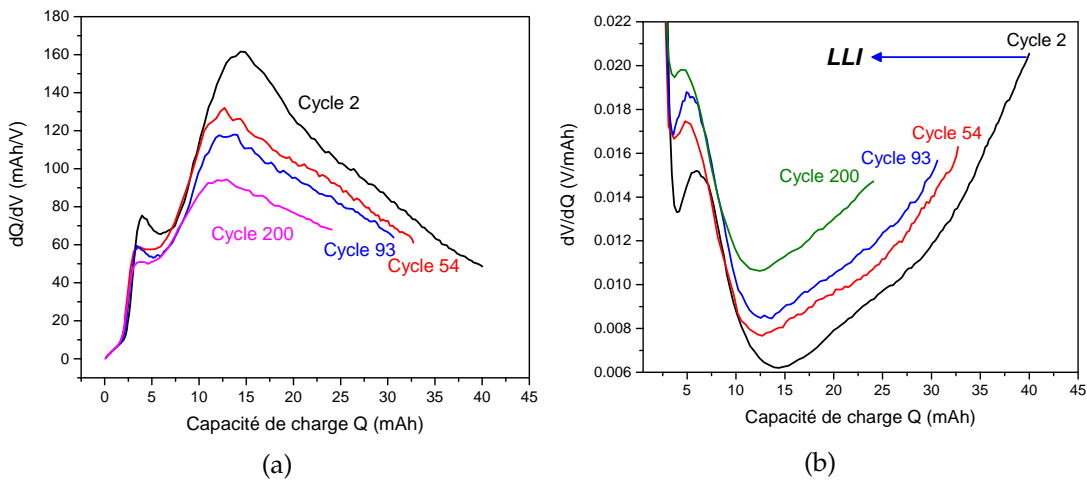 180
160
140
120
100
80
60
40
20
0
dQ/dV (mAh/V)
Cycle 2
Cycle 200
Cycle 93
Cycle 54
0 5 10 15 20 25 30 35 40 45
Capacité de charge Q (mAh)
(a)
0.022
0.020
0.018
0.016
0.014
0.012
0.010
0.008
0.006
dV/dQ (V/mAh)
Cycle 2
LLI
Cycle 54
Cycle 93
Cycle 200
0 5 10 15 20 25 30 35 40 45
Capacité de charge Q (mAh)
(b)